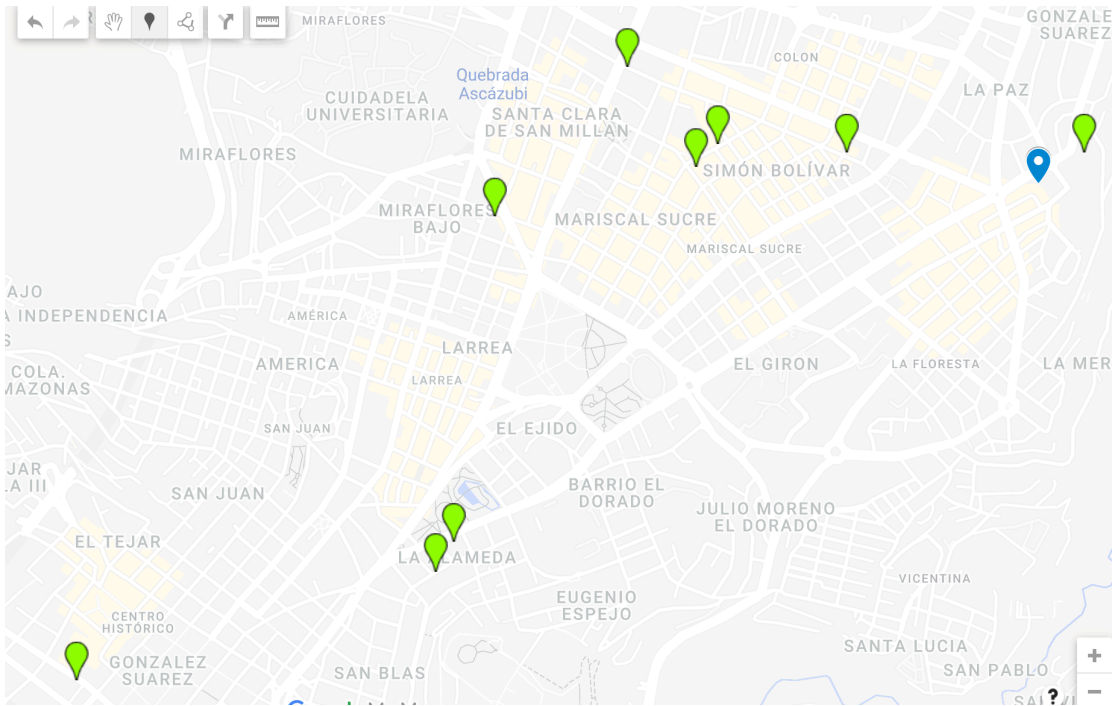 MIRAFLORES
GONZALE
SUAREZ
COLON
Quebrada
Ascázubi
LA PAZ
CUIDADELA
UNIVERSITARIA
SANTA CLARA
DE SAN MILLAN
MIRAFLORES
SIMÓN BOLÍVAR
MIRAFLORES
BAJO
MARISCAL SUCRE
MARISCAL SUCRE
AJO
A INDEPENDENCIA
S
AMÉRICA
LARREA
AMERICA
EL GIRON
LA FLORESTA
LA MER
COLA.
MAZONAS
LARREA
SAN JUAN
EL EJIDO
JAR
LA III
SAN JUAN
BARRIO EL
DORADO
JULIO MORENO
EL DORADO
EL TEJAR
LA ALAMEDA
VICENTINA
EUGENIO
ESPEJO
CENTRO
HISTÓRICO
SANTA LUCIA
GONZALEZ
SUAREZ
SAN BLAS
SAN PABLO
+
?
−